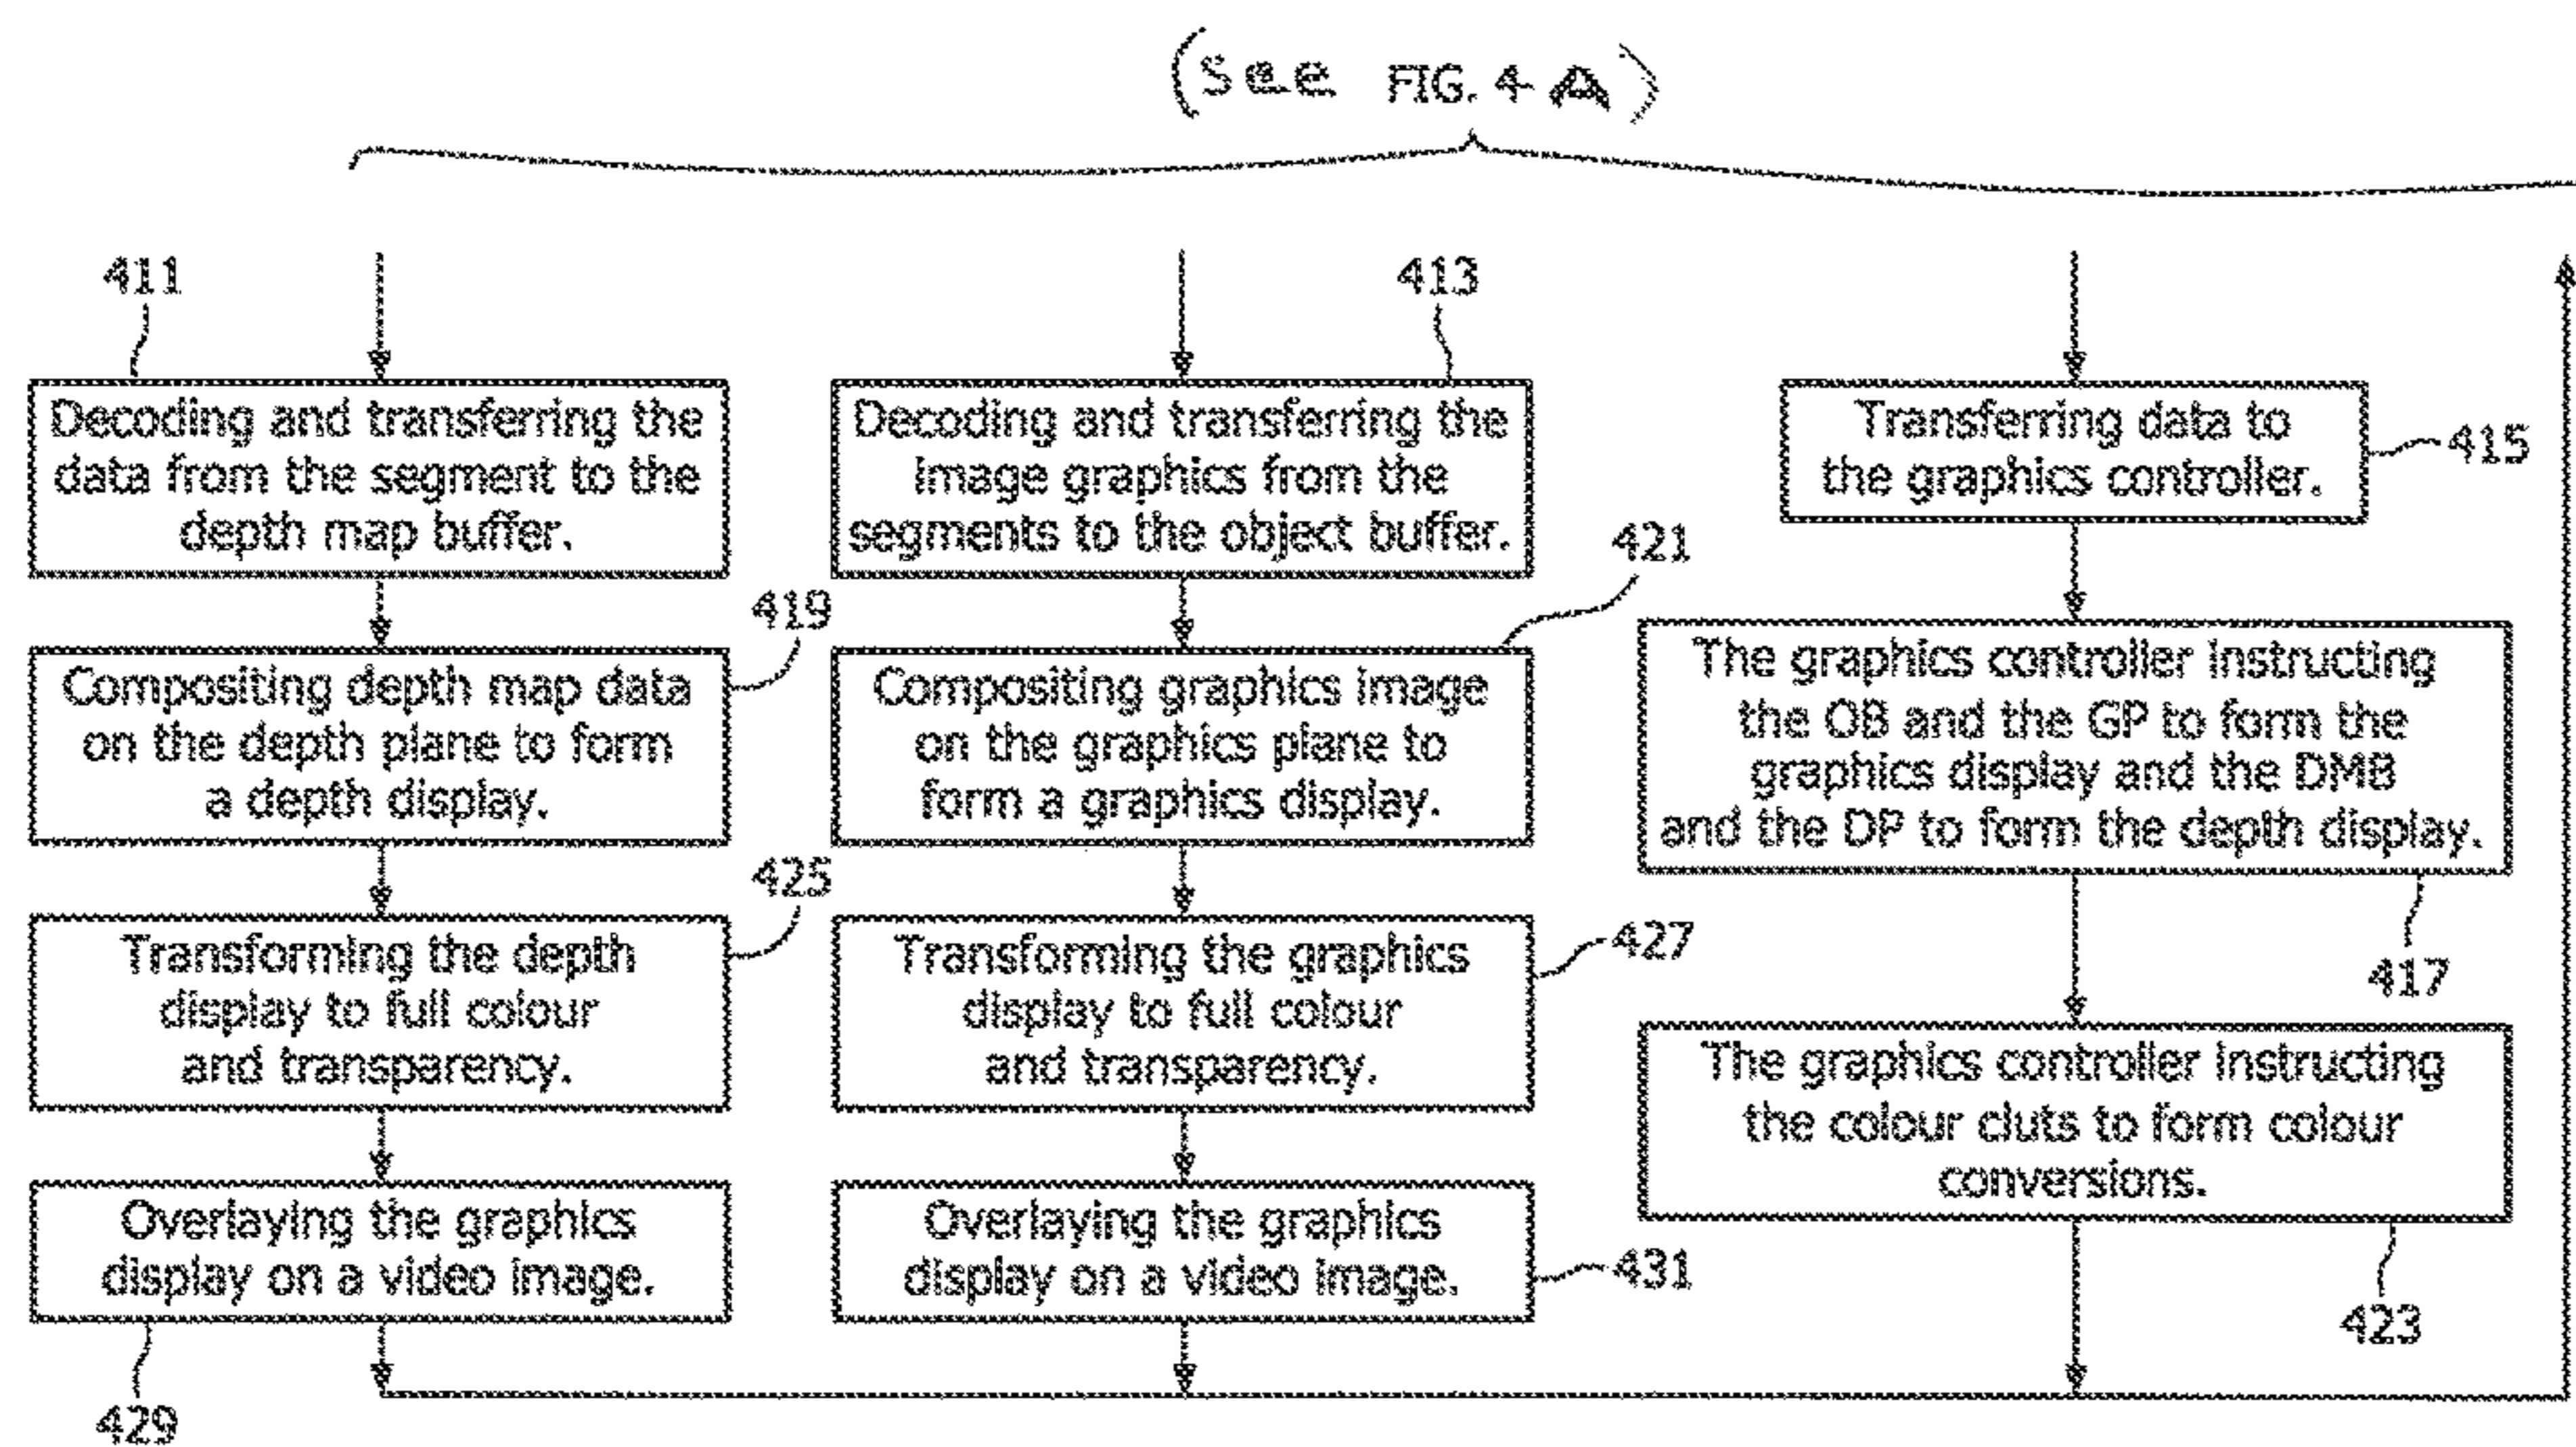 (See FIG. 4-A)
411
413
Decoding and transferring the
data from the segment to the
depth map buffer.
Decoding and transferring the
image graphics from the
segments to the object buffer.
Transferring data to
the graphics controller.
415
419
421
Compositing depth map data
on the depth plane to form
a depth display.
Compositing graphics image
on the graphics plane to
form a graphics display.
The graphics controller instructing
the OB and the GP to form the
graphics display and the DMB
and the DP to form the depth display.
417
425
427
Transforming the depth
display to full colour
and transparency.
Transforming the graphics
display to full colour
and transparency.
The graphics controller instructing
the colour cluts to form colour
conversions.
423
Overlaying the graphics
display on a video image.
429
Overlaying the graphics
display on a video image.
431